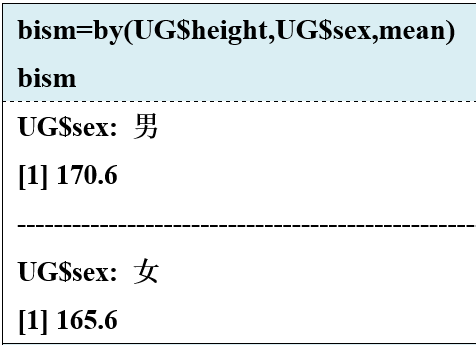 bism=by(UG$height,UG$sex,mean)
bism
UG$sex: 男
[1] 170.6
------------------------------------------------------
UG$sex: 女
[1] 165.6